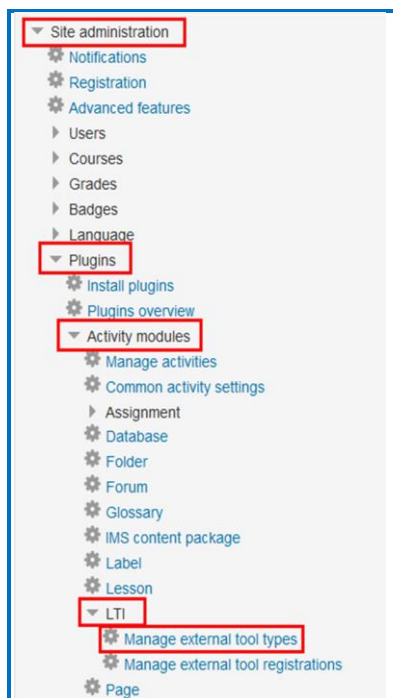 Site administration
Notifications
Registration
Advanced features
Users
Courses
Grades
Badges
Language
Plugins
Install plugins
Plugins overview
Activity modules
Manage activities
Common activity settings
Assignment
Database
Folder
Forum
Glossary
IMS content package
Label
Lesson
LTI
Manage external tool types
Manage external tool registrations
Page